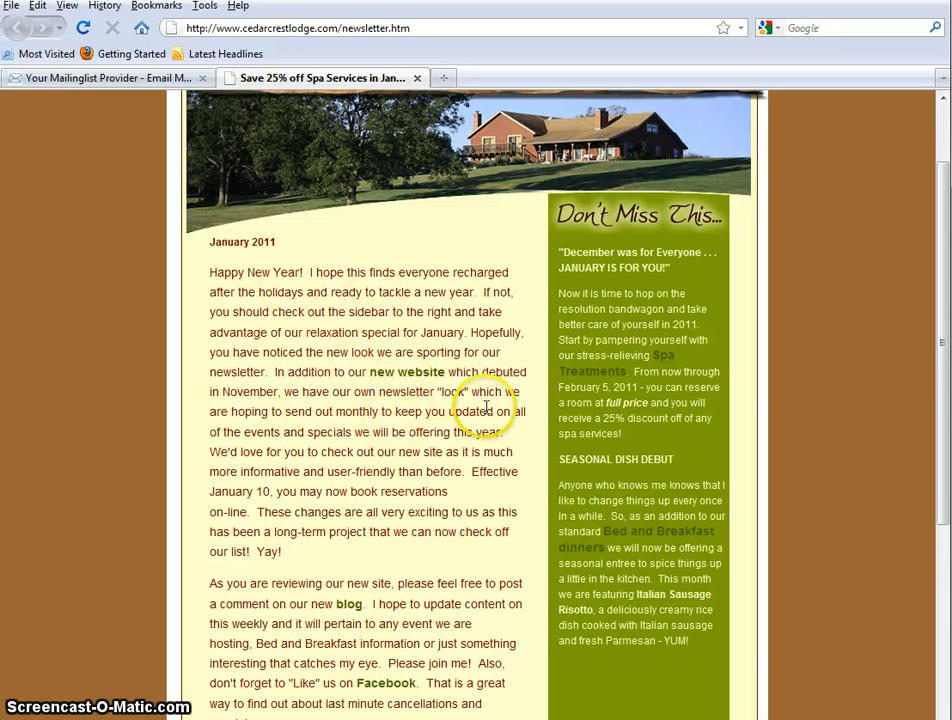 File Edit View History Bookmarks Tools Help
http://www.cedarcrestlodge.com/newsletter.htm
Google
Most Visited Getting Started Latest Headlines
Your Mailinglist Provider - Email M...
Save 25% off Spa Services in Jan...
January 2011
Happy New Year! I hope this finds everyone recharged
after the holidays and ready to tackle a new year. If not,
you should check out the sidebar to the right and take
advantage of our relaxation special for January. Hopefully,
you have noticed the new look we are sporting for our
newsletter. In addition to our new website which debuted
in November, we have our own newsletter "look" which we
are hoping to send out monthly to keep you updated on all
of the events and specials we will be offering this year.
We'd love for you to check out our new site as it is much
more informative and user-friendly than before. Effective
January 10, you may now book reservations
on-line. These changes are all very exciting to us as this
has been a long-term project that we can now check off
our list! Yay!
As you are reviewing our new site, please feel free to post
a comment on our new blog. I hope to update content on
this weekly and it will pertain to any event we are
hosting, Bed and Breakfast information or just something
interesting that catches my eye. Please join me! Also,
don't forget to "Like" us on Facebook. That is a great
way to find out about last minute cancellations and
Don't Miss This...
"December was for Everyone . . .
JANUARY IS FOR YOU!"
Now it is time to hop on the
resolution bandwagon and take
better care of yourself in 2011.
Start by pampering yourself with
our stress-relieving Spa
Treatments. From now through
February 5, 2011 - you can reserve
a room at full price and you will
receive a 25% discount off of any
spa services!
SEASONAL DISH DEBUT
Anyone who knows me knows that I
like to change things up every once
in a while. So, as an addition to our
standard Bed and Breakfast
dinners we will now be offering a
seasonal entree to spice things up
a little in the kitchen. This month
we are featuring Italian Sausage
Risotto, a deliciously creamy rice
dish cooked with Italian sausage
and fresh Parmesan - YUM!
Screencast-O-Matic.com